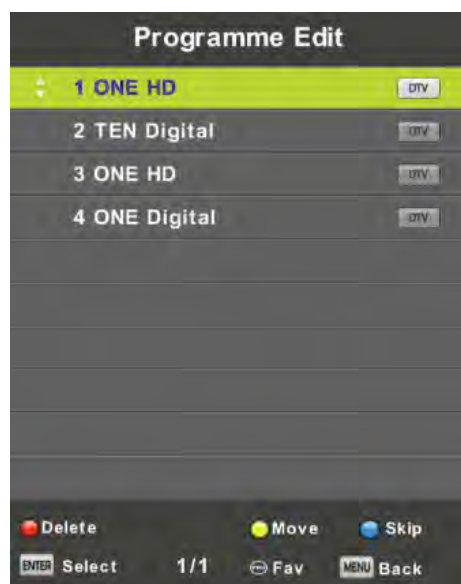 Programme Edit
1 ONE HD DTV
2 TEN Digital DTV
3 ONE HD DTV
4 ONE Digital DTV
Delete Move Skip
ENTER Select 1/1 Fav MENU Back